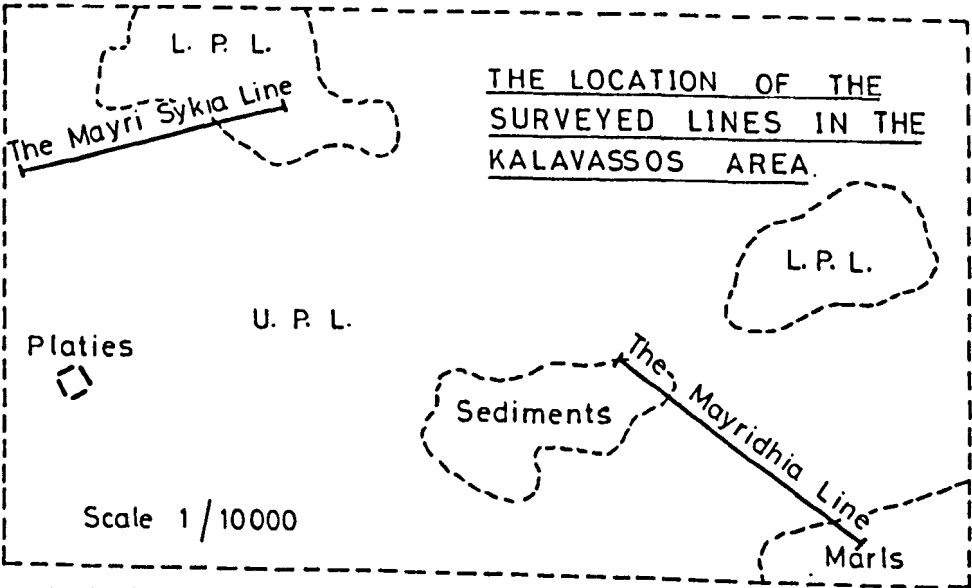 L. P. L.
The Mayri Sykia Line
THE LOCATION OF THE
SURVEYED LINES IN THE
KALAVASSOS AREA.
L. P. L.
U. P. L.
Platies
The Mayridhia Line
Sediments
Scale 1/10000
Marls